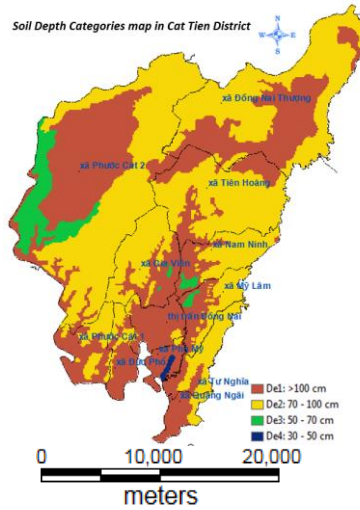 Soil Depth Categories map in Cat Tien District
N
W
E
S
xã Đồng Nai Thượng
xã Phước Cát 2
xã Tiên Hoàng
xã Nam Ninh
xã Gia Viễn
xã Mỹ Lâm
thị trấn Đồng Nai
xã Phước Cát 1
xã Phù Mỹ
xã Đức Phổ
xã Tư Nghĩa
xã Quảng Ngãi
De1: >100 cm
De2: 70 - 100 cm
De3: 50 - 70 cm
De4: 30 - 50 cm
0 10,000 20,000
meters